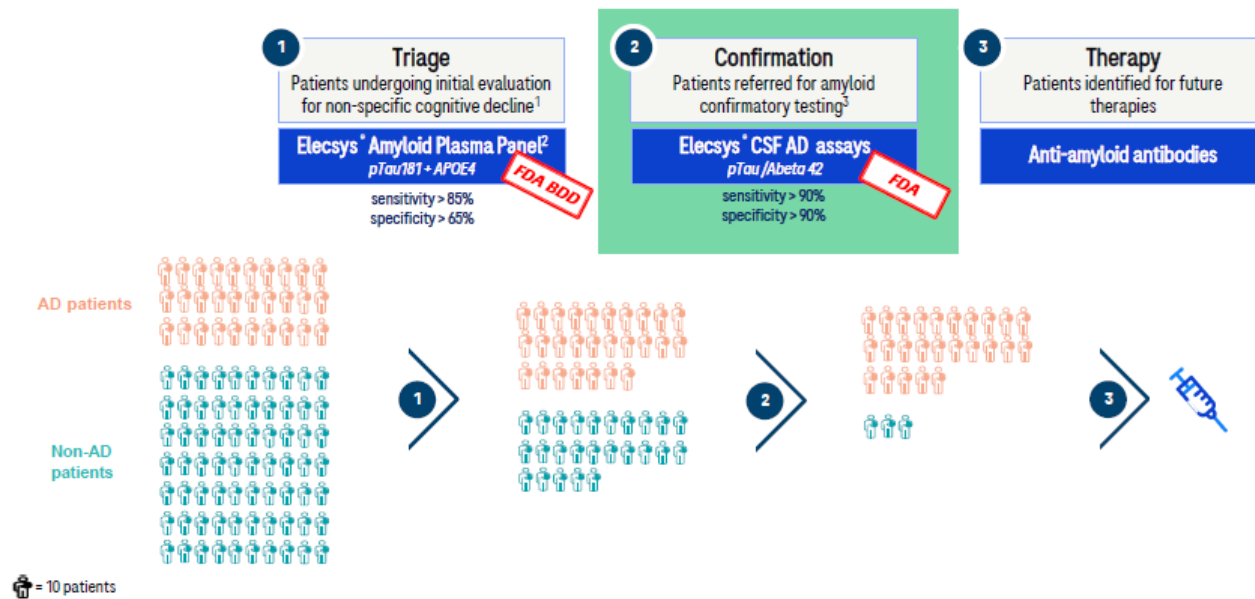 1
Triage
Patients undergoing initial evaluation
for non-specific cognitive decline¹
Elecsys® Amyloid Plasma Panel²
pTau181 + APOE4
FDA BDD
sensitivity > 85%
specificity > 65%
2
Confirmation
Patients referred for amyloid
confirmatory testing³
Elecsys® CSF AD assays
pTau /Abeta 42
FDA
sensitivity > 90%
specificity > 90%
3
Therapy
Patients identified for future
therapies
Anti-amyloid antibodies
AD patients
Non-AD
patients
1
2
3
= 10 patients